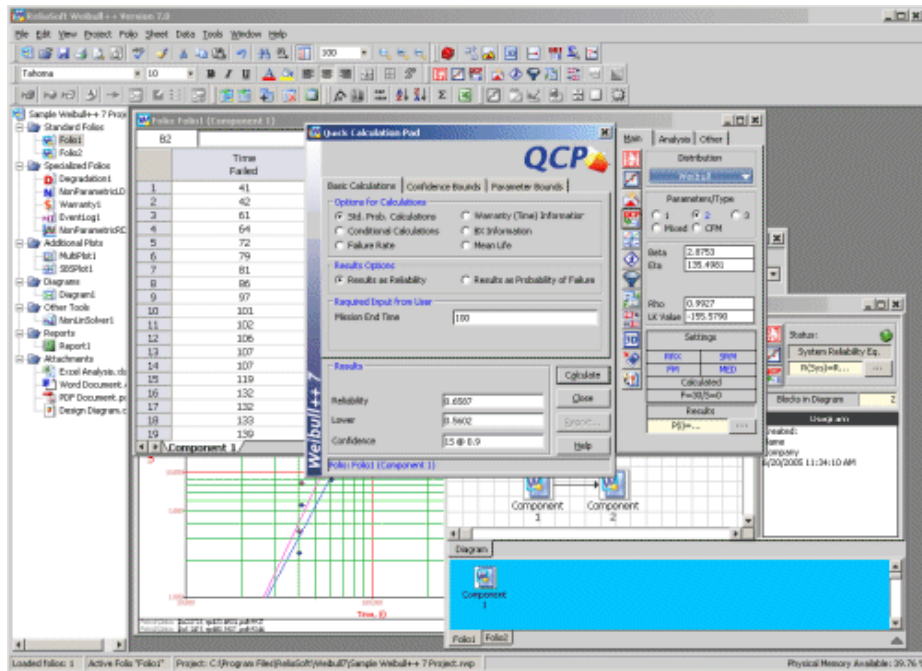 ReliaSoft Weibull++ Version 7.0
File Edit View Project Folio Sheet Data Tools Window Help
100
Tahoma 10 B I U
Sample Weibull++ 7 Proje
Standard Folios
Folio1
Folio2
Specialized Folios
Degradation1
NonParametricLD
Warranty1
EventLog1
NonParametricRD
Additional Plots
MultiPlot1
SBSPlot1
Diagrams
Diagram1
Other Tools
NonLinSolver1
Reports
Report1
Attachments
Excel Analysis.xls
Word Document.
PDF Document.p
Design Diagram.c
Folio: Folio1 (Component 1)
B2
Time
Failed
1 41
2 42
3 61
4 64
5 72
6 79
7 81
8 86
9 97
10 101
11 102
12 106
13 107
14 107
15 119
16 132
17 132
18 133
19 139
Component 1
Quick Calculation Pad
QCP
Basic Calculations Confidence Bounds Parameter Bounds
Options for Calculations
Std. Prob. Calculations Warranty (Time) Information
Conditional Calculations BX Information
Failure Rate Mean Life
Results Options
Results as Reliability Results as Probability of Failure
Required Input from User
Mission End Time 100
Results
Reliability 0.6587
Lower 0.5602
Confidence 1S @ 0.9
Calculate
Close
Report...
Help
Weibull++ 7
Folio: Folio1 (Component 1)
Main Analysis Other
Distribution
Weibull
Parameters/Type
1 2 3
Mixed CFM
Beta 2.8753
Eta 135.4981
Rho 0.9927
LK Value -155.5790
Settings
RRX SRM
FM MED
Calculated
F=30/S=0
Results
P()=... ...
QCP
3D
Status:
System Reliability Eq.
R(Sys)=R... ...
Blocks in Diagram 2
Diagram
Created:
Name
Company
6/20/2005 11:34:10 AM
Component
1
Component
2
Diagram
Component
1
Folio1 Folio2
Time, (t)
Loaded folios: 1 Active Folio "Folio1" Project: C:\Program Files\ReliaSoft\Weibull7\Sample Weibull++ 7 Project.rwp Physical Memory Available: 39.76